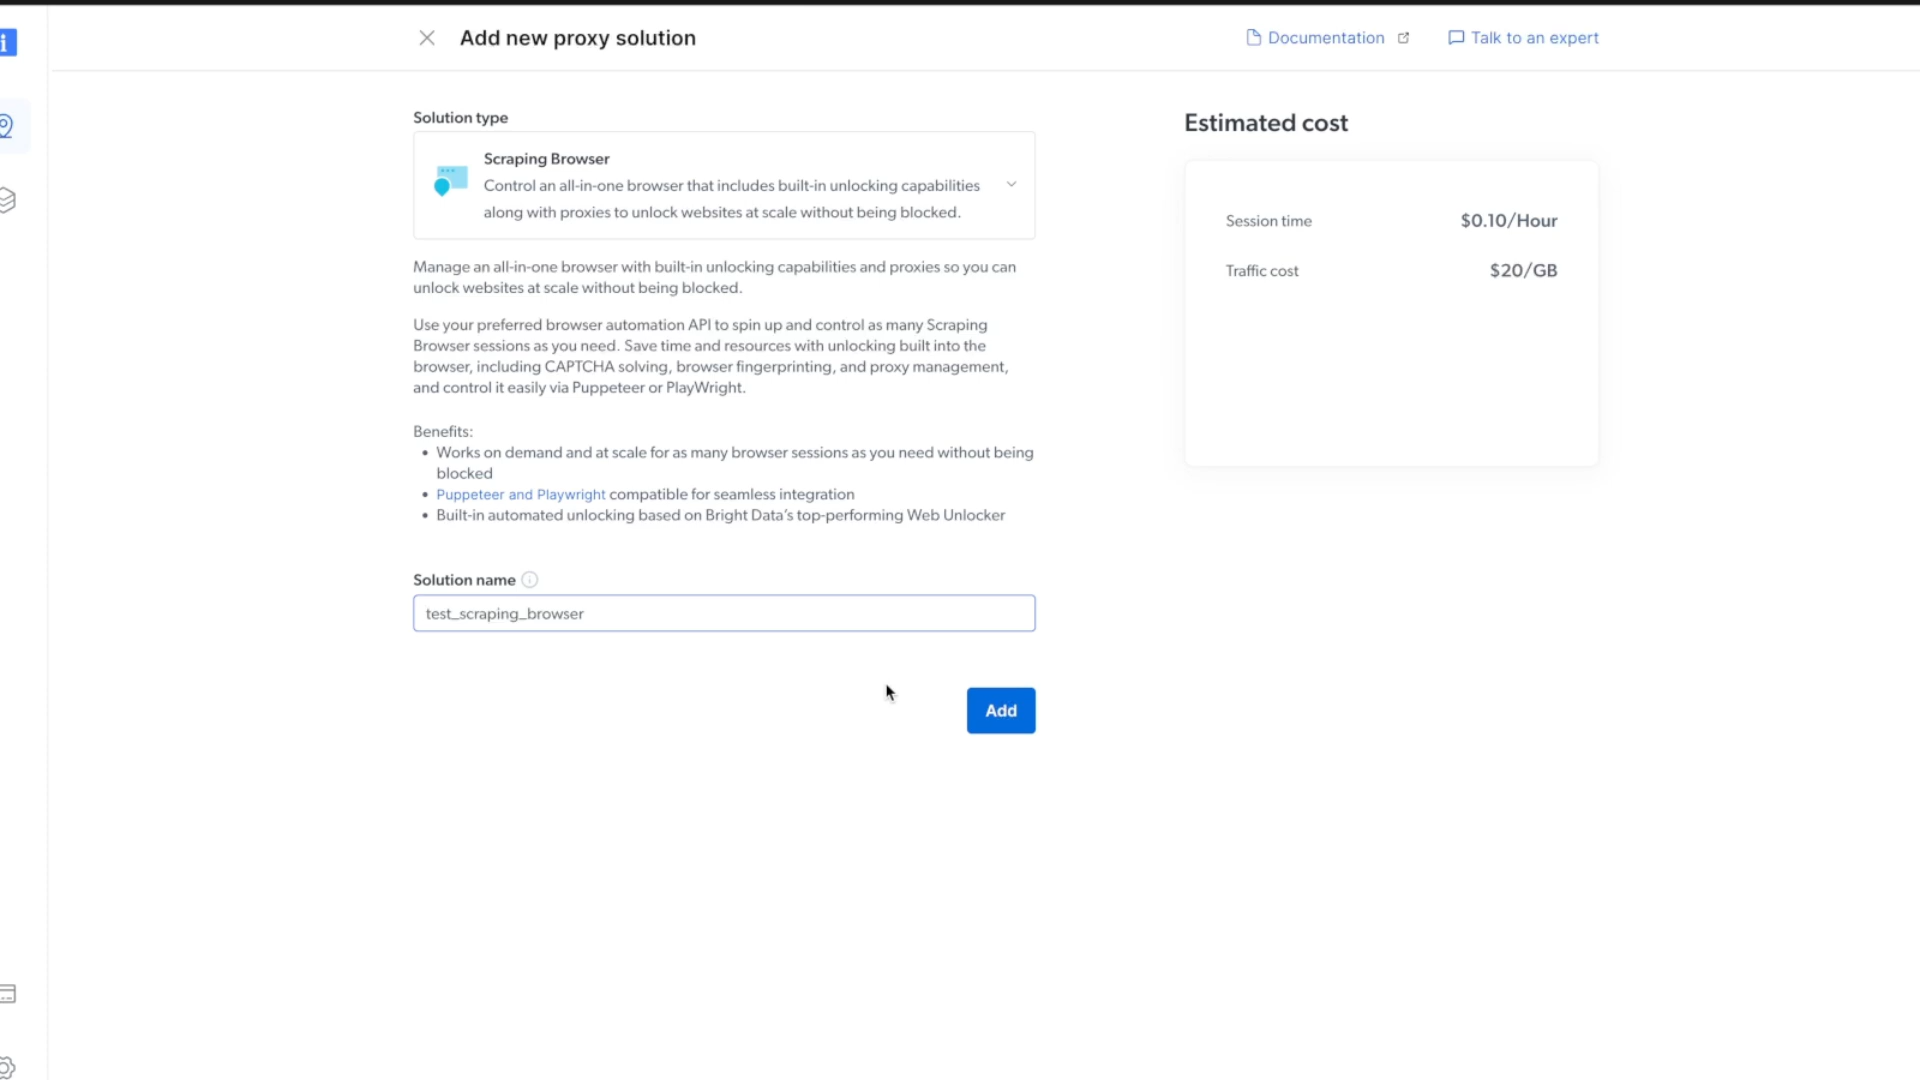 Add new proxy solution
Documentation
Talk to an expert
Solution type
Scraping Browser
Control an all-in-one browser that includes built-in unlocking capabilities
along with proxies to unlock websites at scale without being blocked.
Manage an all-in-one browser with built-in unlocking capabilities and proxies so you can
unlock websites at scale without being blocked.
Use your preferred browser automation API to spin up and control as many Scraping
Browser sessions as you need. Save time and resources with unlocking built into the
browser, including CAPTCHA solving, browser fingerprinting, and proxy management,
and control it easily via Puppeteer or PlayWright.
Benefits:
• Works on demand and at scale for as many browser sessions as you need without being
blocked
• Puppeteer and Playwright compatible for seamless integration
• Built-in automated unlocking based on Bright Data’s top-performing Web Unlocker
Solution name
test_scraping_browser
Add
Estimated cost
Session time $0.10/Hour
Traffic cost $20/GB